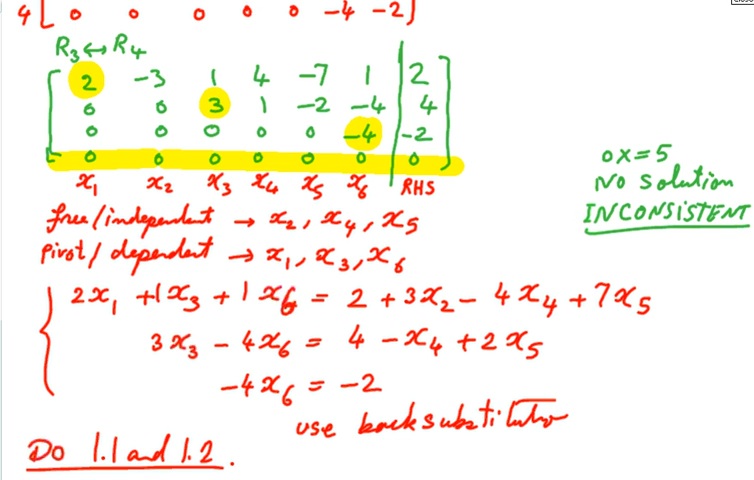 4 [ 0 0 0 0 0 -4 -2 ]
R₃ ↔ R₄
2 -3 1 4 -7 1 | 2
0 0 3 1 -2 -4 | 4
0 0 0 0 0 -4 | -2
0 0 0 0 0 0 | 0
x₁ x₂ x₃ x₄ x₅ x₆ | RHS
0x=5
No solution
INCONSISTENT
free/independent → x₂, x₄, x₅
Pivot/dependent → x₁, x₃, x₆
2x₁ +1x₃ + 1x₆ = 2 + 3x₂ - 4x₄ + 7x₅
3x₃ - 4x₆ = 4 - x₄ + 2x₅
-4x₆ = -2
use backsubstitution
Do 1.1 and 1.2.